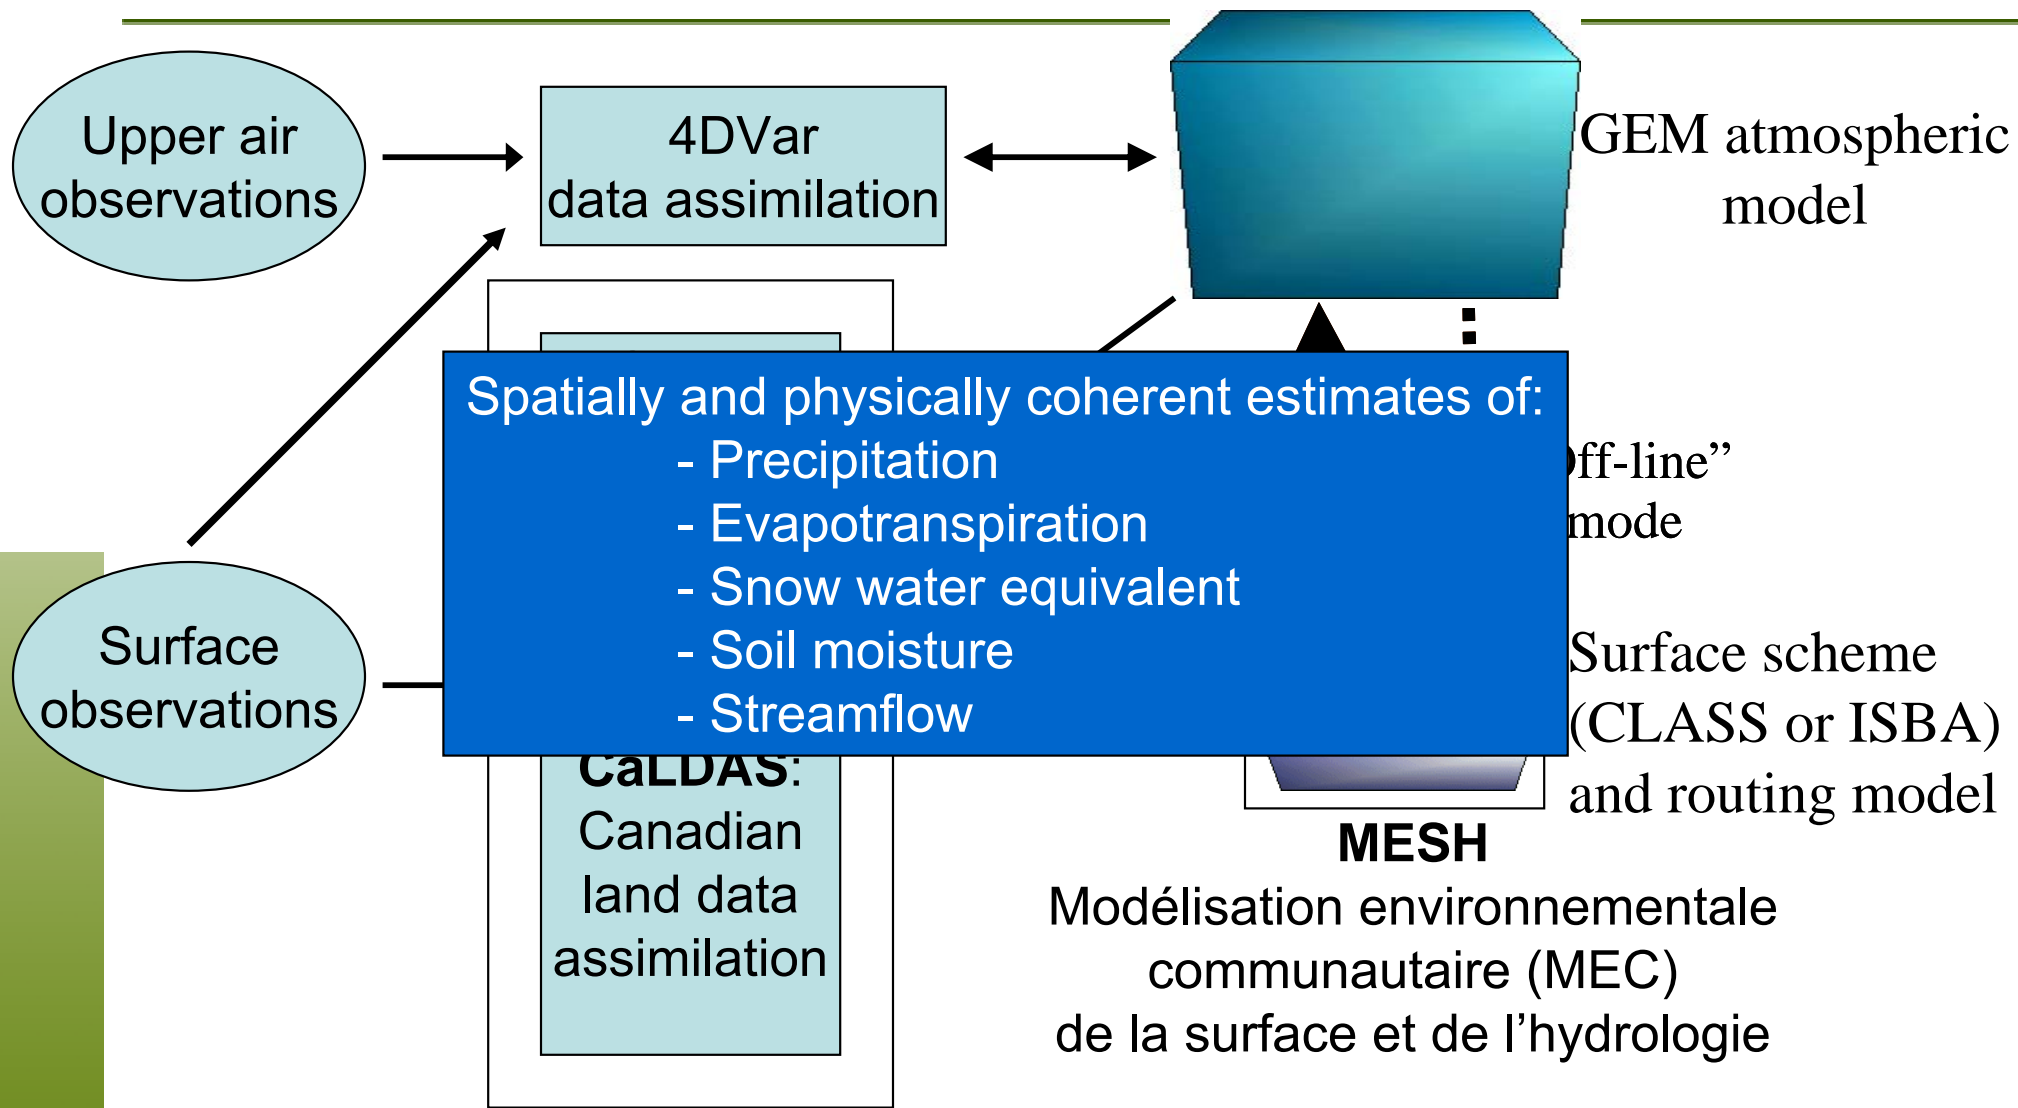 Upper air
observations
4DVar
data assimilation
GEM atmospheric
model
Spatially and physically coherent estimates of:
- Precipitation
- Evapotranspiration
- Snow water equivalent
- Soil moisture
- Streamflow
ff-line”
mode
Surface
observations
Surface scheme
(CLASS or ISBA)
and routing model
CaLDAS:
Canadian
land data
assimilation
MESH
Modélisation environnementale
communautaire (MEC)
de la surface et de l’hydrologie